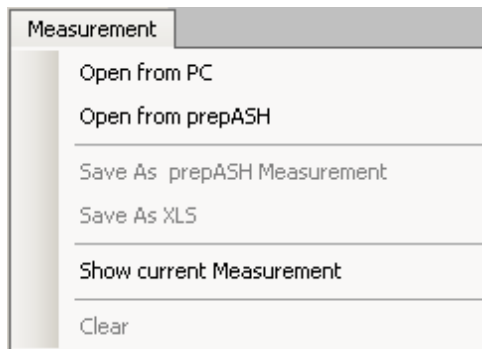 Measurement
Open from PC
Open from prepASH
Save As  prepASH Measurement
Save As XLS
Show current Measurement
Clear